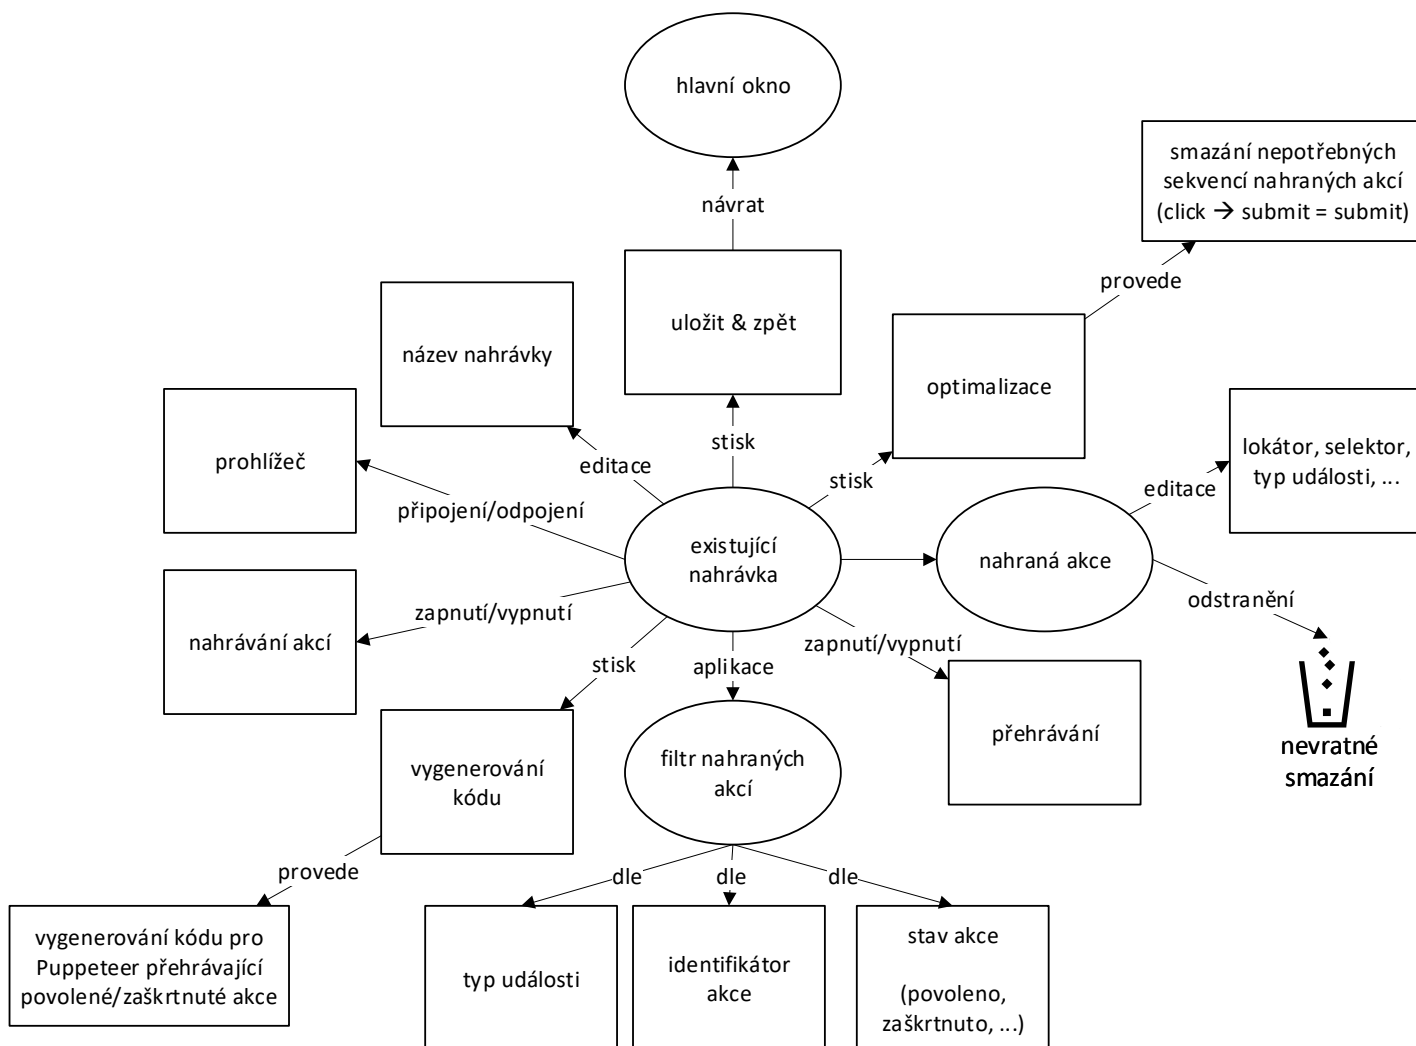 hlavní okno
smazání nepotřebných
sekvencí nahraných akcí
(click → submit = submit)
návrat
provede
název nahrávky
uložit & zpět
optimalizace
prohlížeč
editace
stisk
stisk
lokátor, selektor,
typ události, ...
editace
připojení/odpojení
existující
nahrávka
nahraná akce
odstranění
nahrávání akcí
zapnutí/vypnutí
stisk
aplikace
zapnutí/vypnutí
přehrávání
nevratné
smazání
vygenerování
kódu
filtr nahraných
akcí
provede
dle
dle
dle
vygenerování kódu pro
Puppeteer přehrávající
povolené/zaškrtnuté akce
typ události
identifikátor
akce
stav akce
(povoleno,
zaškrtnuto, ...)